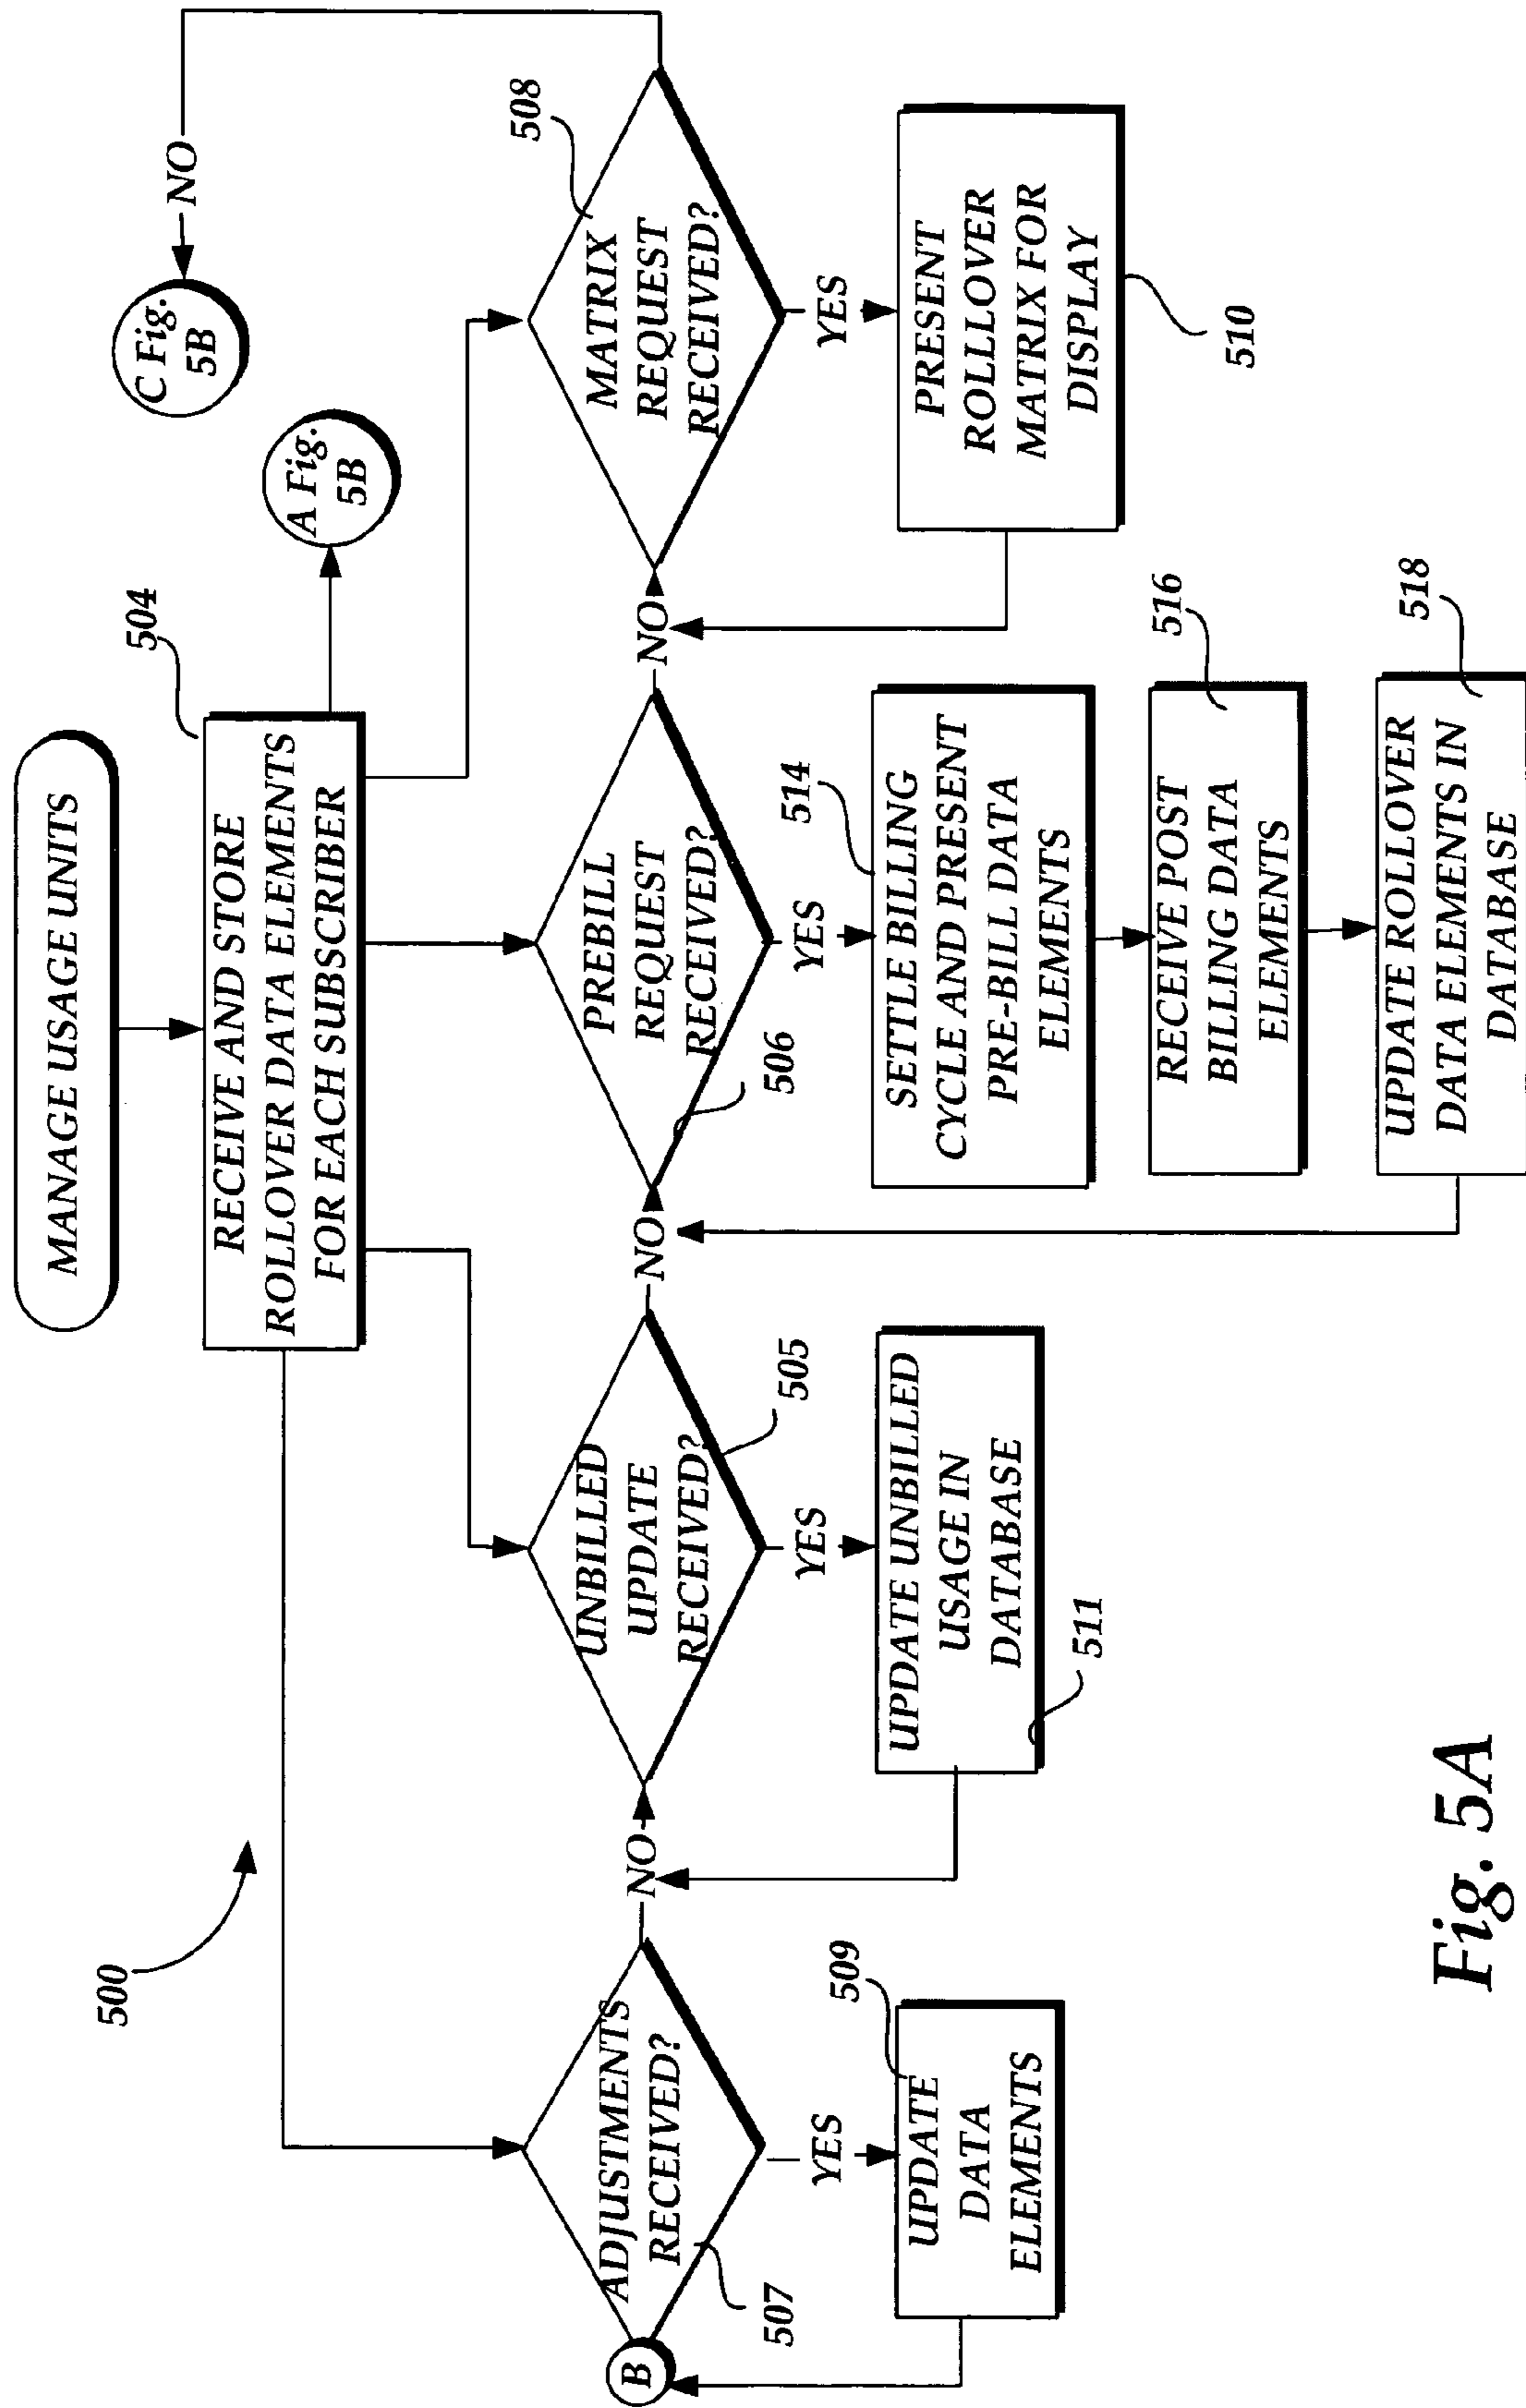 MANAGE USAGE UNITS
504
RECEIVE AND STORE
ROLLOVER DATA ELEMENTS
FOR EACH SUBSCRIBER
500
A Fig.
5B
C Fig.
5B
NO
B
ADJUSTMENTS
RECEIVED?
507
NO
UNBILLED
UPDATE
RECEIVED?
505
NO
PREBILL
REQUEST
RECEIVED?
506
NO
MATRIX
REQUEST
RECEIVED?
508
YES
509
UPDATE
DATA
ELEMENTS
YES
UPDATE UNBILLED
USAGE IN
DATABASE
511
YES
514
SETTLE BILLING
CYCLE AND PRESENT
PRE-BILL DATA
ELEMENTS
YES
PRESENT
ROLLLOVER
MATRIX FOR
DISPLAY
510
516
RECEIVE POST
BILLING DATA
ELEMENTS
518
UPDATE ROLLOVER
DATA ELEMENTS IN
DATABASE
Fig. 5A